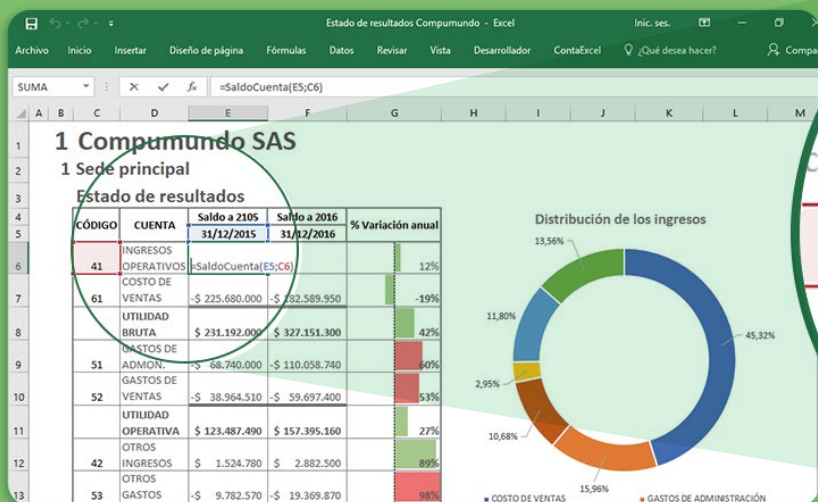 Estado de resultados Compumundo - Excel
Inic. ses.
Archivo Inicio Insertar Diseño de página Fórmulas Datos Revisar Vista Desarrollador ContaExcel ¿Qué desea hacer? Compa
SUMA fx =SaldoCuenta(E5;C6)
A B C D E F G H I J K L M
1 1 Compumundo SAS
2 1 Sede principal
3 Estado de resultados
4 CÓDIGO CUENTA Saldo a 2105 Saldo a 2016 % Variación anual
5 31/12/2015 31/12/2016
6 41 INGRESOS OPERATIVOS =SaldoCuenta(E5;C6) 12%
7 61 COSTO DE VENTAS -$ 225.680.000 -$ 182.589.950 -19%
8 UTILIDAD BRUTA $ 231.192.000 $ 327.151.300 42%
9 51 GASTOS DE ADMON. -$ 68.740.000 -$ 110.058.740 60%
10 52 GASTOS DE VENTAS -$ 38.964.510 -$ 59.697.400 53%
11 UTILIDAD OPERATIVA $ 123.487.490 $ 157.395.160 27%
12 42 OTROS INGRESOS $ 1.524.780 $ 2.882.500 89%
13 53 OTROS GASTOS -$ 9.782.570 -$ 19.369.870 98%
Distribución de los ingresos
13,56%
11,80%
45,32%
2,95%
10,68%
15,96%
COSTO DE VENTAS GASTOS DE ADMINISTRACIÓN